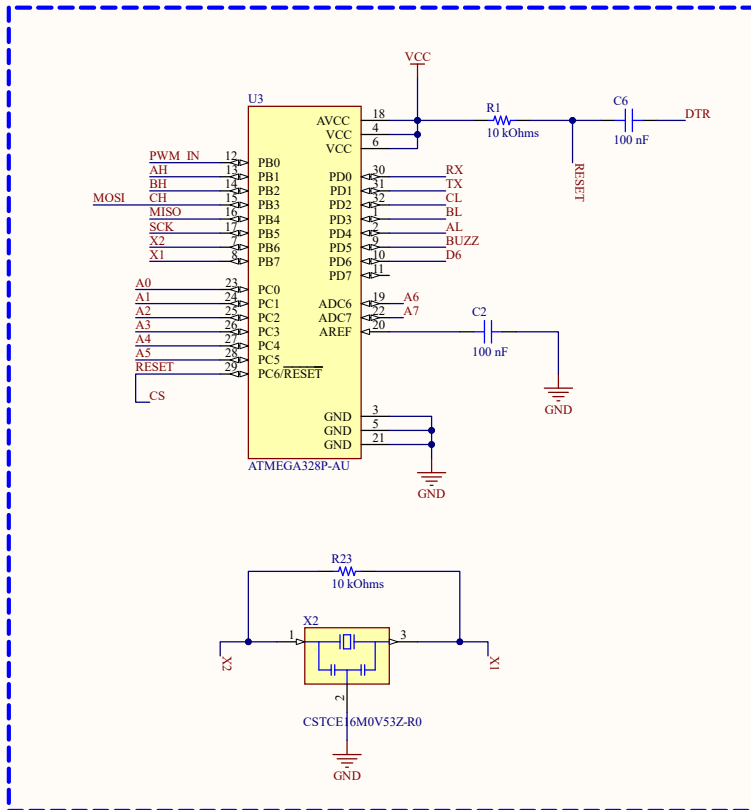 VCC
U3
R1
10 kOhms
C6
100 nF
DTR
RESET
AVCC 18
VCC 4
VCC 6
PWM_IN 12 PB0
AH 13 PB1
BH 14 PB2
MOSI CH 15 PB3
MISO 16 PB4
SCK 17 PB5
X2 7 PB6
X1 8 PB7
PD0 30 RX
PD1 31 TX
PD2 32 CL
PD3 1 BL
PD4 2 AL
PD5 9 BUZZ
PD6 10 D6
PD7 11
A0 23 PC0
A1 24 PC1
A2 25 PC2
A3 26 PC3
A4 27 PC4
A5 28 PC5
RESET 29 PC6/RESET
CS
ADC6 19 A6
ADC7 22 A7
AREF 20
C2
100 nF
GND
GND 3
GND 5
GND 21
ATMEGA328P-AU
GND
R23
10 kOhms
X2
1
3
X2
X1
2
CSTCE16M0V53Z-R0
GND